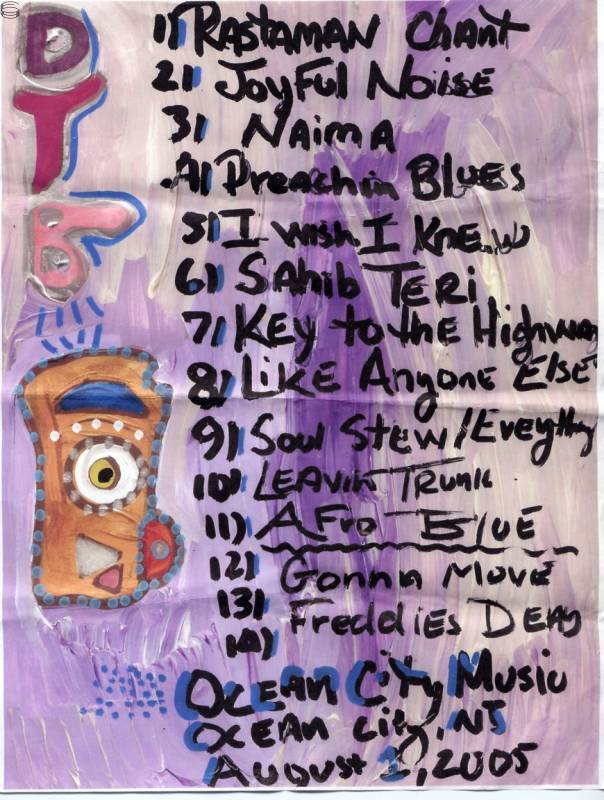 DTB
1) RASTAMAN CHANT
2) JOYFUL NOISE
3) NAIMA
4) Preachin BLUES
5) I wish I KNEW
6) SAHIB TERI
7) KEY to the Highway
8) LIKE Anyone ELSE
9) Soul STEW/Everythg
10) LEAVIN TRUNK
11) AFro BLUE
12) Gonna MOVE
13) FREddiES DEAD
14)
OCEAN City Music
OCEAN City, NJ
August 2, 2005